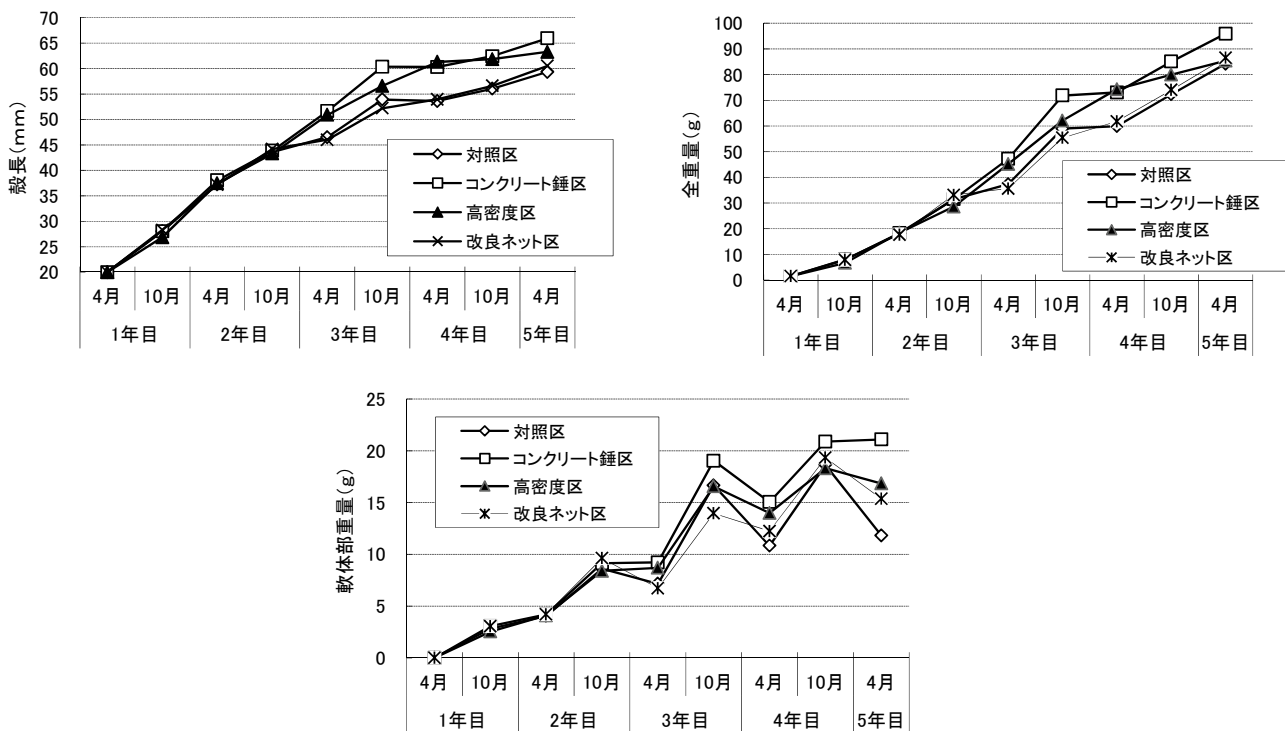 殻長(mm)
70
65
60
55
50
45
40
35
30
25
20
対照区
コンクリート錘区
高密度区
改良ネット区
4月 10月 4月 10月 4月 10月 4月 10月 4月
1年目 2年目 3年目 4年目 5年目
全重量(g)
100
90
80
70
60
50
40
30
20
10
0
対照区
コンクリート錘区
高密度区
改良ネット区
4月 10月 4月 10月 4月 10月 4月 10月 4月
1年目 2年目 3年目 4年目 5年目
軟体部重量(g)
25
20
15
10
5
0
対照区
コンクリート錘区
高密度区
改良ネット区
4月 10月 4月 10月 4月 10月 4月 10月 4月
1年目 2年目 3年目 4年目 5年目